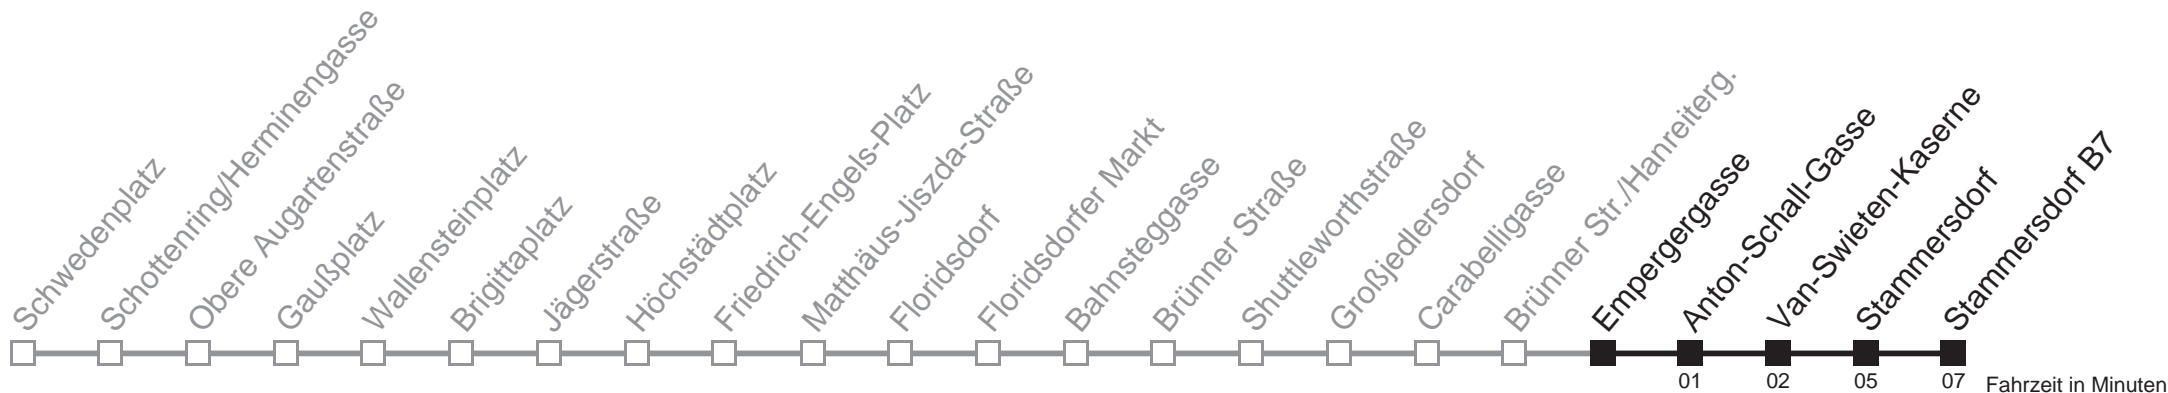 Schwedenplatz
Schottenring/Herminengasse
Obere Augartenstraße
Gaußplatz
Wallensteinplatz
Brigittaplatz
Jägerstraße
Höchstädtplatz
Friedrich-Engels-Platz
Matthäus-Jiszda-Straße
Floridsdorf
Floridsdorfer Markt
Bahnsteggasse
Brünner Straße
Shuttleworthstraße
Großjedlersdorf
Carabelligasse
Brünner Str./Hanreiterg.
Empergergasse
Anton-Schall-Gasse
Van-Swieten-Kaserne
Stammersdorf
Stammersdorf B7
01 02 05 07 Fahrzeit in Minuten